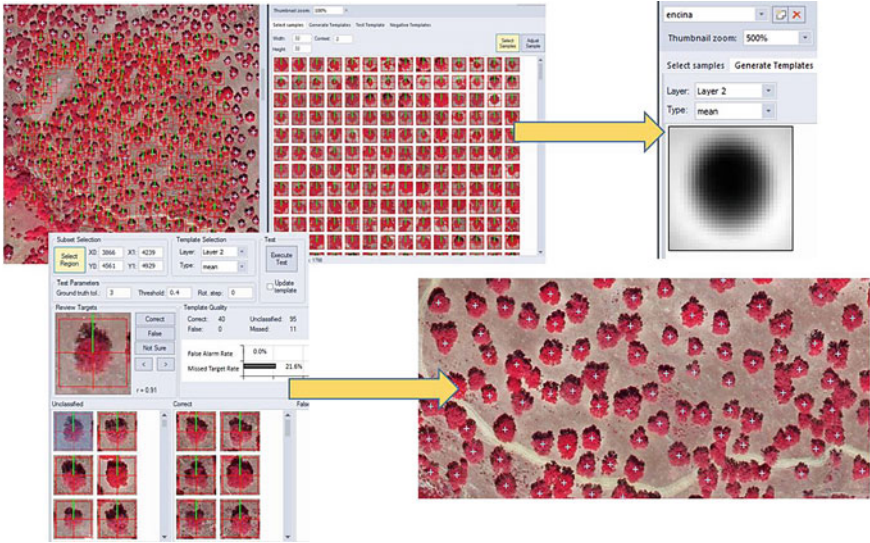 Thumbnail zoom: 100%
Select samples Generate Templates Test Template Negative Templates
Width: 32 Context: 2
Height: 32
Select Samples
Adjust Sample
encina
Thumbnail zoom: 500%
Select samples Generate Templates
Layer: Layer 2
Type: mean
Subset Selection Template Selection Test
Select Region
X0: 3866 X1: 4239
Y0: 4561 Y1: 4929
Layer: Layer 2
Type: mean
Execute Test
Update template
Test Parameters
Ground truth tol.: 3 Threshold: 0.4 Rot. step: 0
Review Targets
Correct
False
Not Sure
< >
r = 0.91
Template Quality
Correct: 40 Unclassified: 95
False: 0 Missed: 11
False Alarm Rate 0.0%
Missed Target Rate 21.6%
Unclassified Correct False